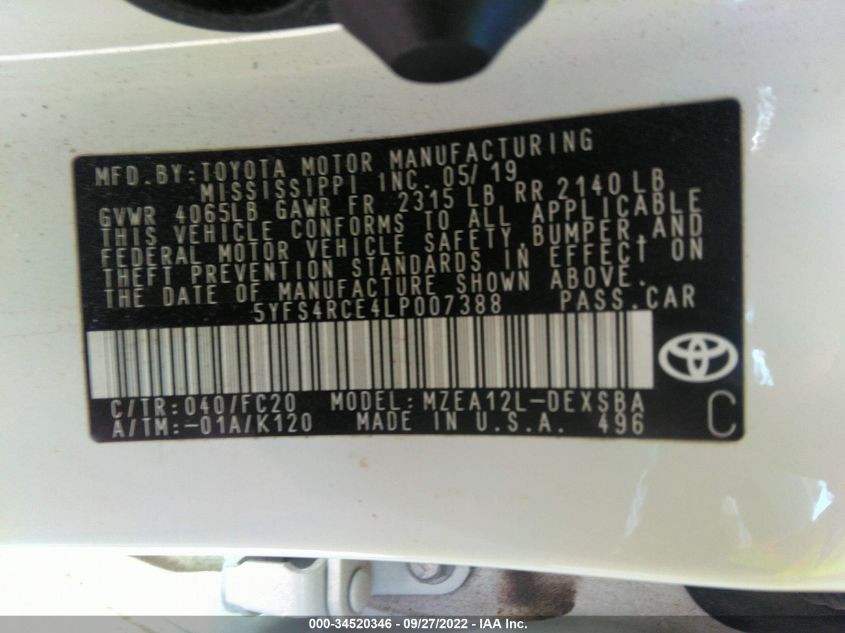 MFD.BY:TOYOTA MOTOR MANUFACTURING
MISSISSIPPI INC. 05/19
GVWR 4065LB GAWR FR 2315 LB RR 2140 LB
THIS VEHICLE CONFORMS TO ALL APPLICABLE
FEDERAL MOTOR VEHICLE SAFETY,BUMPER,AND
THEFT PREVENTION STANDARDS IN EFFECT ON
THE DATE OF MANUFACTURE SHOWN ABOVE.
5YFS4RCE4LP007388 PASS.CAR
C/TR:040/FC20 MODEL:MZEA12L-DEXSBA
A/TM:-01A/K120 MADE IN U.S.A. 496 C
000-34520346 - 09/27/2022 - IAA Inc.